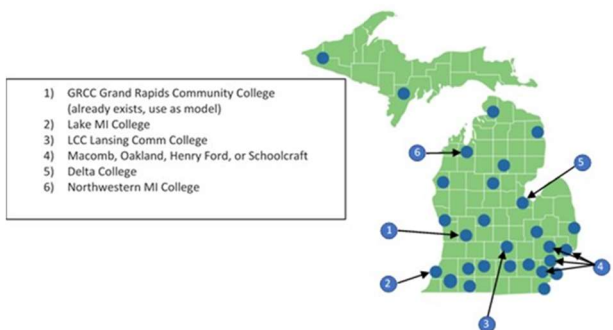 1) GRCC Grand Rapids Community College
(already exists, use as model)
2) Lake MI College
3) LCC Lansing Comm College
4) Macomb, Oakland, Henry Ford, or Schoolcraft
5) Delta College
6) Northwestern MI College
6
5
1
4
2
3